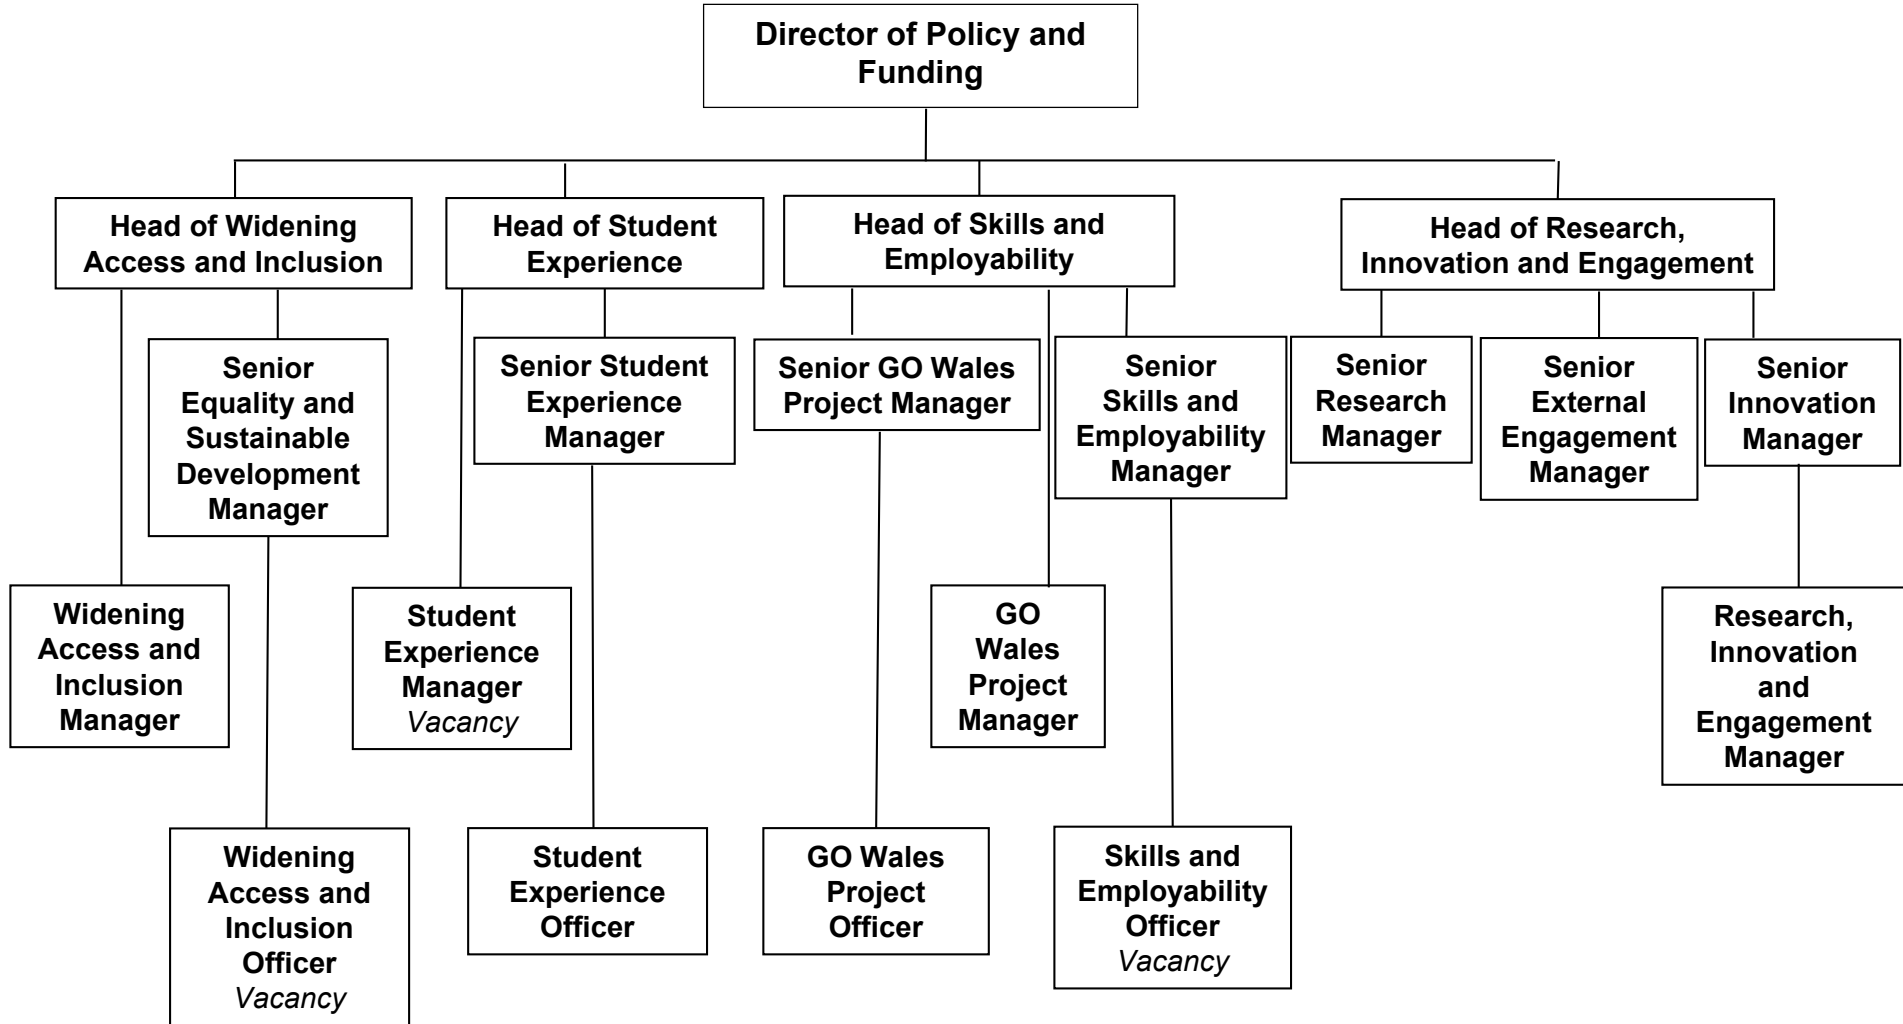 Director of Policy and
Funding
Head of Widening
Access and Inclusion
Head of Student
Experience
Head of Skills and
Employability
Head of Research,
Innovation and Engagement
Senior
Equality and
Sustainable
Development
Manager
Senior Student
Experience
Manager
Senior GO Wales
Project Manager
Senior
Skills and
Employability
Manager
Senior
Research
Manager
Senior
External
Engagement
Manager
Senior
Innovation
Manager
Widening
Access and
Inclusion
Manager
Student
Experience
Manager
Vacancy
GO
Wales
Project
Manager
Research,
Innovation
and
Engagement
Manager
Widening
Access and
Inclusion
Officer
Vacancy
Student
Experience
Officer
GO Wales
Project
Officer
Skills and
Employability
Officer
Vacancy